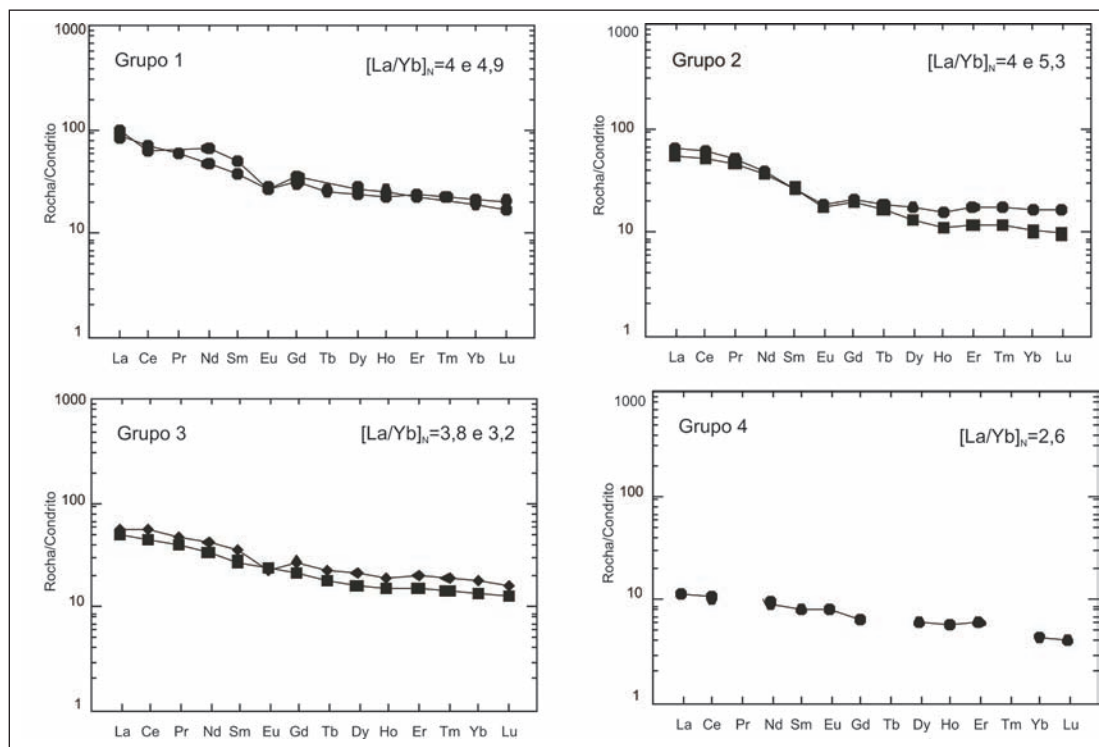 Grupo 1
[La/Yb]N=4 e 4,9
Rocha/Condrito
1000
100
10
1
La Ce Pr Nd Sm Eu Gd Tb Dy Ho Er Tm Yb Lu
Grupo 2
[La/Yb]N=4 e 5,3
Rocha/Condrito
1000
100
10
1
La Ce Pr Nd Sm Eu Gd Tb Dy Ho Er Tm Yb Lu
Grupo 3
[La/Yb]N=3,8 e 3,2
Rocha/Condrito
1000
100
10
1
La Ce Pr Nd Sm Eu Gd Tb Dy Ho Er Tm Yb Lu
Grupo 4
[La/Yb]N=2,6
Rocha/Condrito
1000
100
10
1
La Ce Pr Nd Sm Eu Gd Tb Dy Ho Er Tm Yb Lu